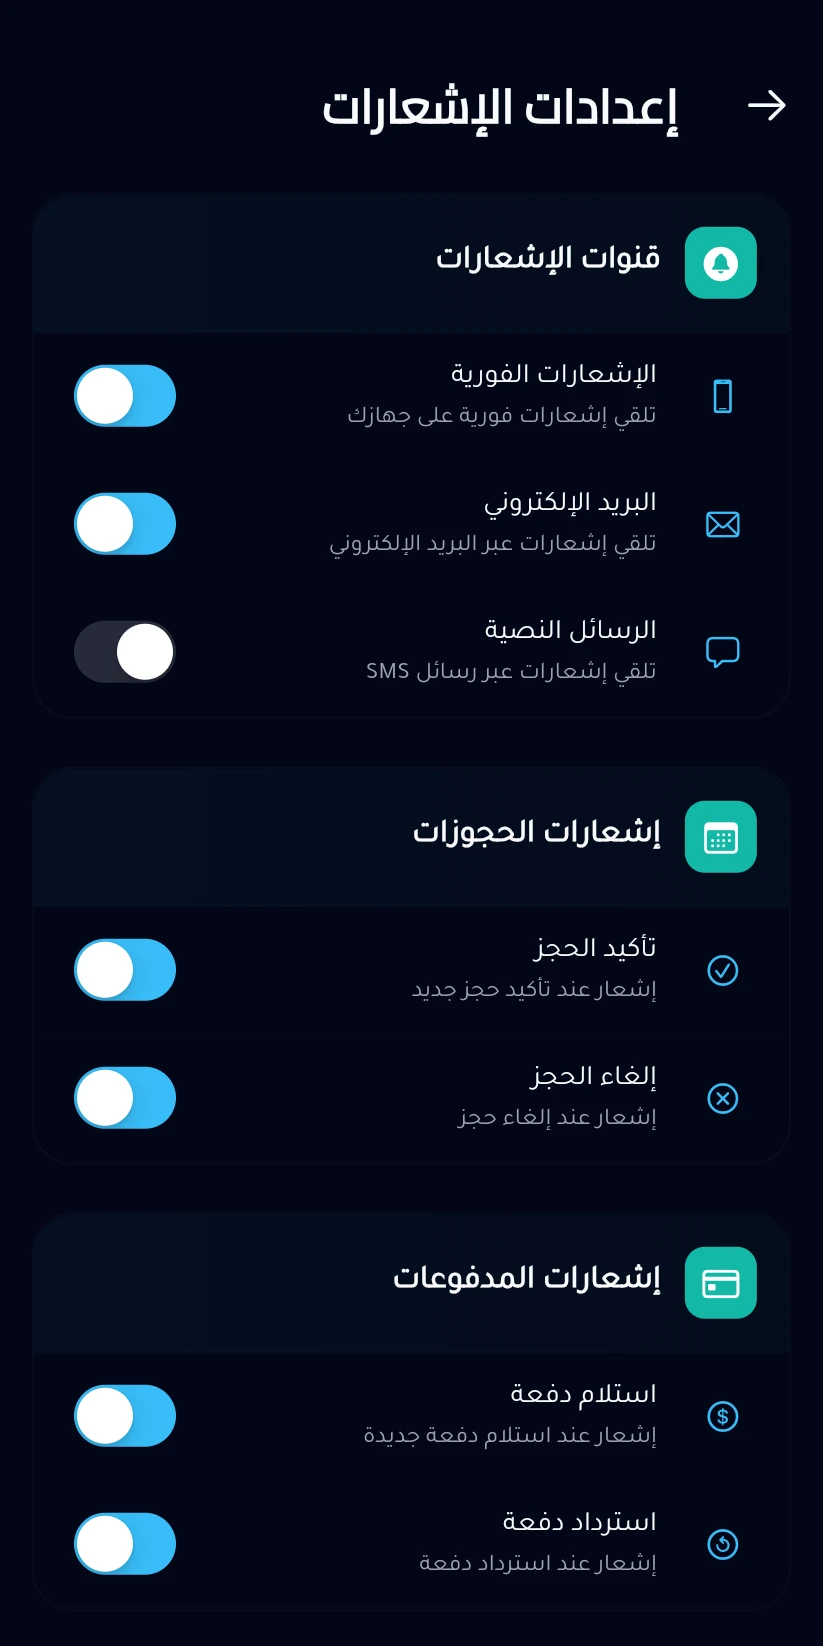 إعدادات الإشعارات
قنوات الإشعارات
الإشعارات الفورية
تلقي إشعارات فورية على جهازك
البريد الإلكتروني
تلقي إشعارات عبر البريد الإلكتروني
الرسائل النصية
تلقي إشعارات عبر رسائل SMS
إشعارات الحجوزات
تأكيد الحجز
إشعار عند تأكيد حجز جديد
إلغاء الحجز
إشعار عند إلغاء حجز
إشعارات المدفوعات
استلام دفعة
إشعار عند استلام دفعة جديدة
استرداد دفعة
إشعار عند استرداد دفعة